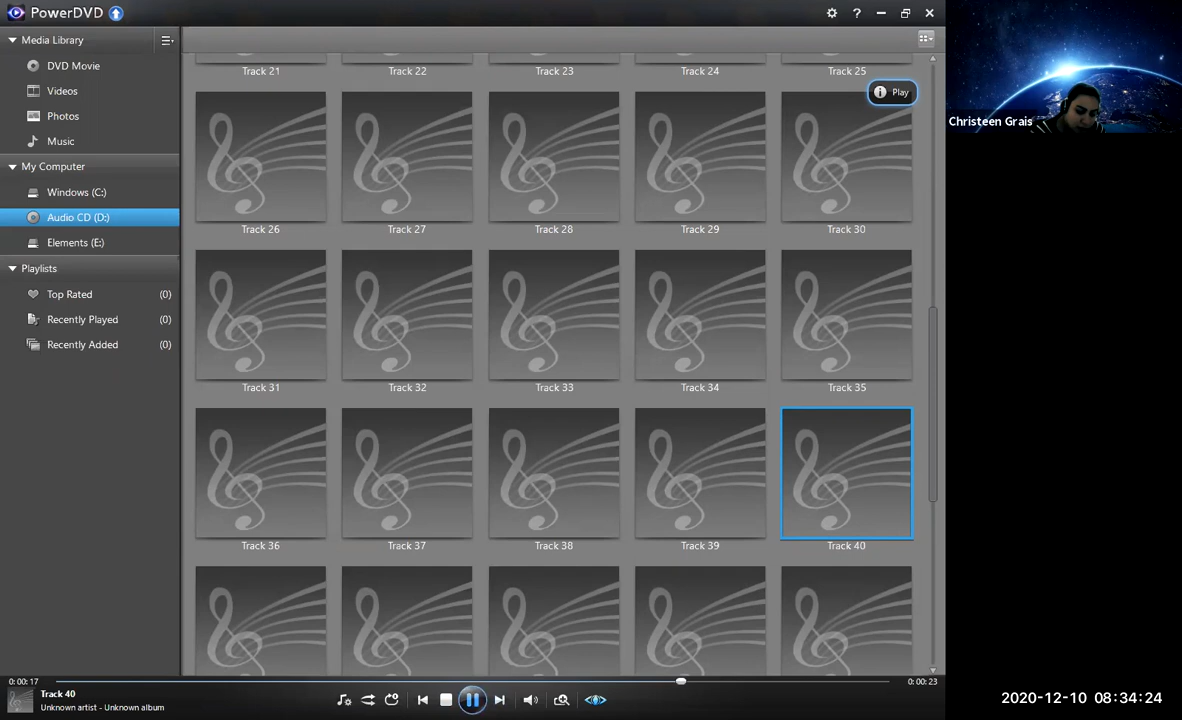 PowerDVD
Media Library
DVD Movie
Videos
Photos
Music
My Computer
Windows (C:)
Audio CD (D:)
Elements (E:)
Playlists
Top Rated (0)
Recently Played (0)
Recently Added (0)
Track 21 Track 22 Track 23 Track 24 Track 25
Play
Track 26 Track 27 Track 28 Track 29 Track 30
Track 31 Track 32 Track 33 Track 34 Track 35
Track 36 Track 37 Track 38 Track 39 Track 40
0:00:17
0:00:23
Track 40
Unknown artist - Unknown album
Christeen Grais
2020-12-10 08:34:24